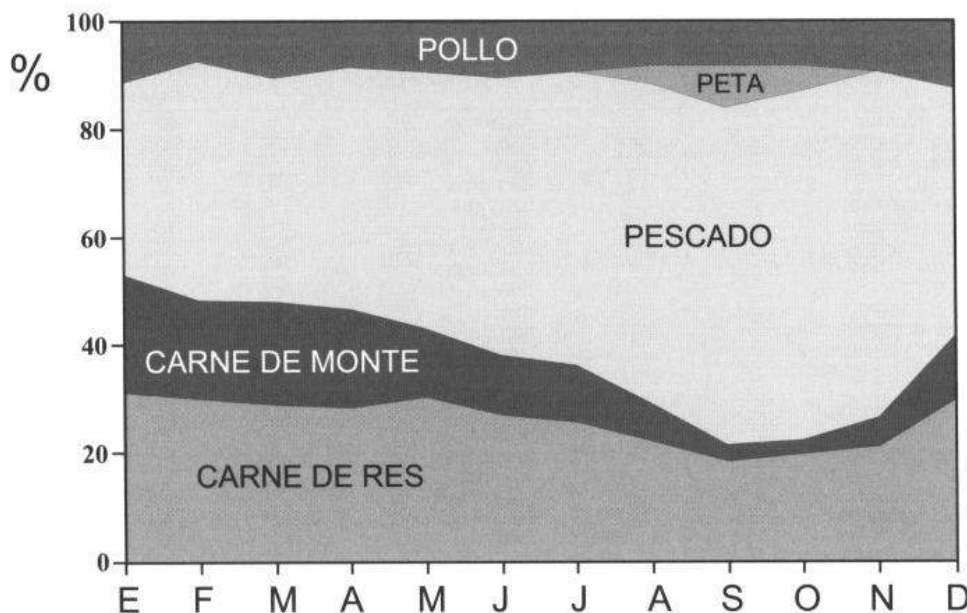 100
POLLO
%
PETA
80
PESCADO
60
40
CARNE DE MONTE
20
CARNE DE RES
0
E F M A M J J A S O N D